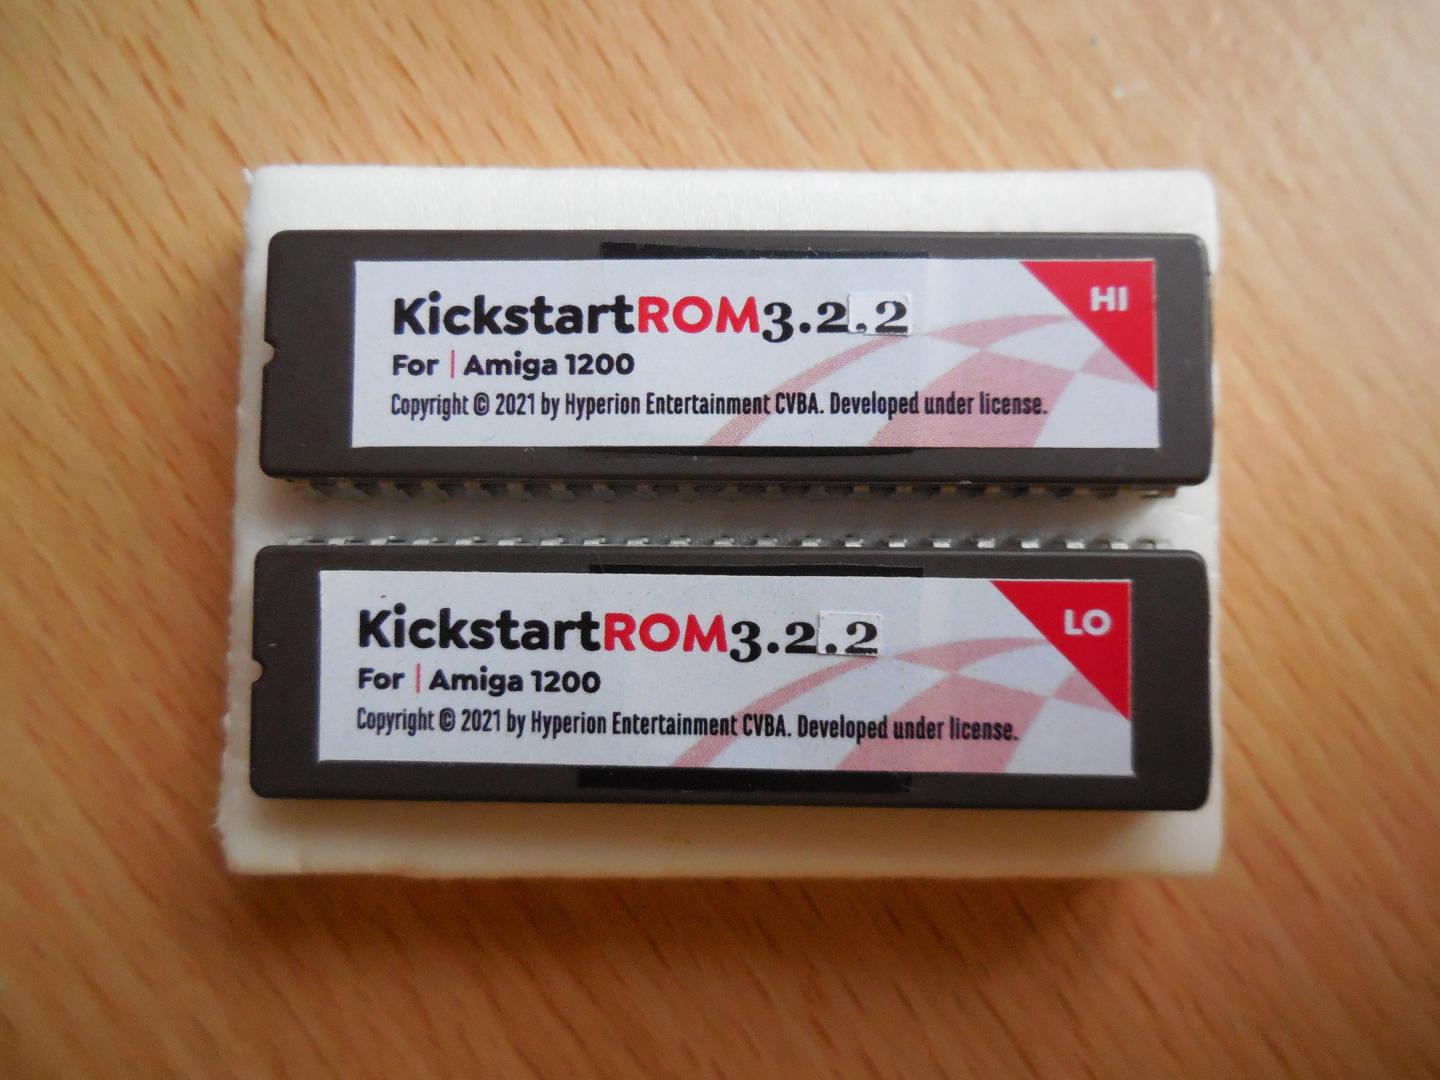 KickstartROM3.2.2
HI
For | Amiga 1200
Copyright © 2021 by Hyperion Entertainment CVBA. Developed under license.
KickstartROM3.2.2
LO
For | Amiga 1200
Copyright © 2021 by Hyperion Entertainment CVBA. Developed under license.